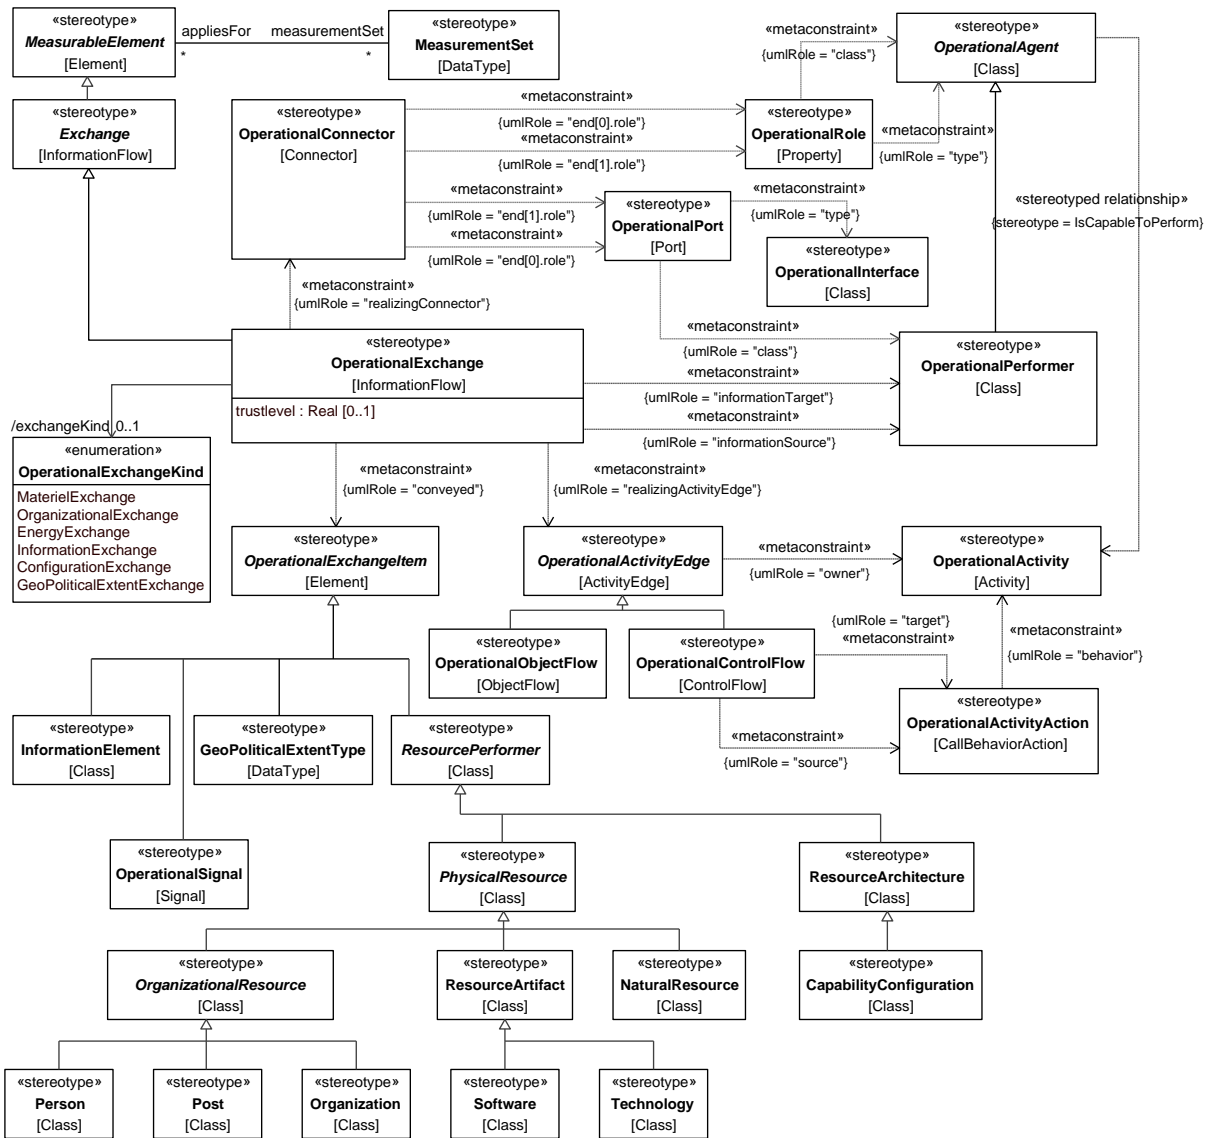 «stereotype»
MeasurableElement
[Element]
appliesFor
measurementSet
*
*
«stereotype»
MeasurementSet
[DataType]
«stereotype»
Exchange
[InformationFlow]
«stereotype»
OperationalConnector
[Connector]
«metaconstraint»
{umlRole = "end[0].role"}
«metaconstraint»
{umlRole = "end[1].role"}
«metaconstraint»
{umlRole = "end[1].role"}
«metaconstraint»
{umlRole = "end[0].role"}
«metaconstraint»
{umlRole = "class"}
«stereotype»
OperationalRole
[Property]
«stereotype»
OperationalAgent
[Class]
«metaconstraint»
{umlRole = "type"}
«stereotype»
OperationalPort
[Port]
«metaconstraint»
{umlRole = "type"}
«stereotype»
OperationalInterface
[Class]
«stereotyped relationship»
{stereotype = IsCapableToPerform}
«metaconstraint»
{umlRole = "realizingConnector"}
«stereotype»
OperationalExchange
[InformationFlow]
trustlevel : Real [0..1]
«metaconstraint»
{umlRole = "class"}
«metaconstraint»
{umlRole = "informationTarget"}
«metaconstraint»
{umlRole = "informationSource"}
«stereotype»
OperationalPerformer
[Class]
/exchangeKind
0..1
«enumeration»
OperationalExchangeKind
MaterielExchange
OrganizationalExchange
EnergyExchange
InformationExchange
ConfigurationExchange
GeoPoliticalExtentExchange
«metaconstraint»
{umlRole = "conveyed"}
«metaconstraint»
{umlRole = "realizingActivityEdge"}
«stereotype»
OperationalExchangeItem
[Element]
«stereotype»
OperationalActivityEdge
[ActivityEdge]
«metaconstraint»
{umlRole = "owner"}
«stereotype»
OperationalActivity
[Activity]
«stereotype»
OperationalObjectFlow
[ObjectFlow]
«stereotype»
OperationalControlFlow
[ControlFlow]
{umlRole = "target"}
«metaconstraint»
«metaconstraint»
{umlRole = "behavior"}
«metaconstraint»
{umlRole = "source"}
«stereotype»
OperationalActivityAction
[CallBehaviorAction]
«stereotype»
InformationElement
[Class]
«stereotype»
GeoPoliticalExtentType
[DataType]
«stereotype»
ResourcePerformer
[Class]
«stereotype»
OperationalSignal
[Signal]
«stereotype»
PhysicalResource
[Class]
«stereotype»
ResourceArchitecture
[Class]
«stereotype»
OrganizationalResource
[Class]
«stereotype»
ResourceArtifact
[Class]
«stereotype»
NaturalResource
[Class]
«stereotype»
CapabilityConfiguration
[Class]
«stereotype»
Person
[Class]
«stereotype»
Post
[Class]
«stereotype»
Organization
[Class]
«stereotype»
Software
[Class]
«stereotype»
Technology
[Class]